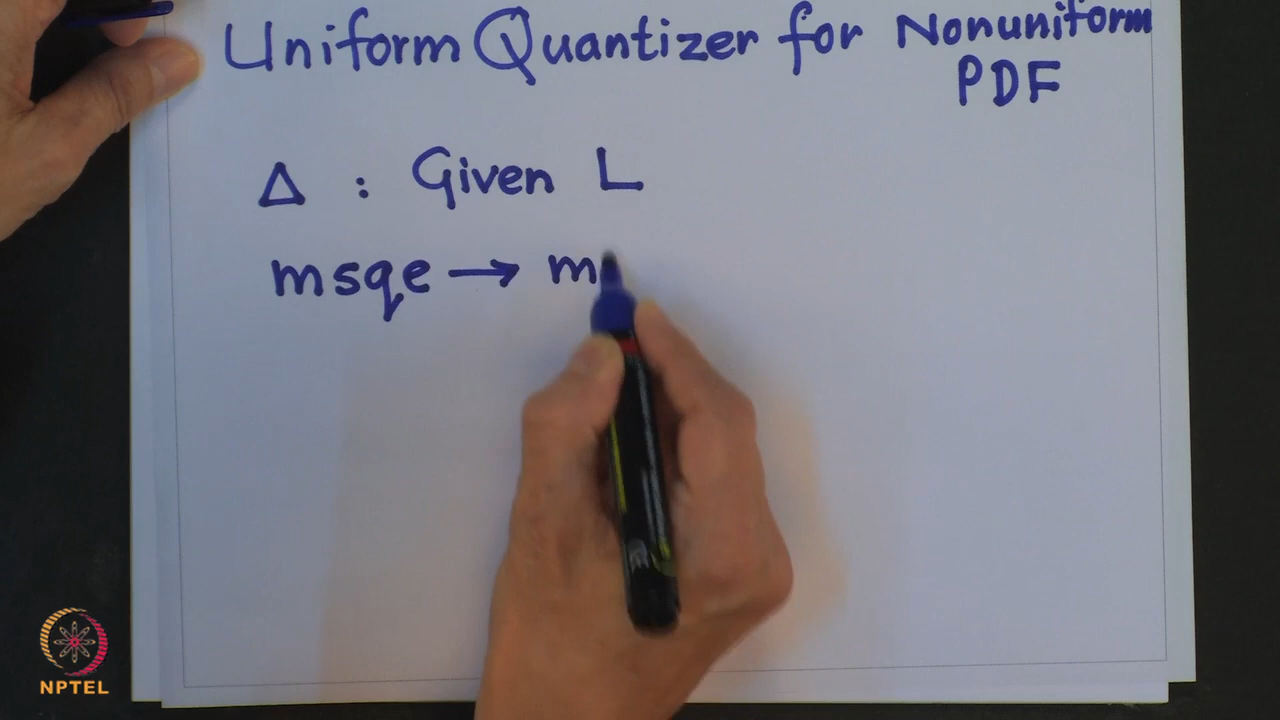 Uniform Quantizer for Nonuniform
PDF
Δ : Given L
msqe → m
NPTEL